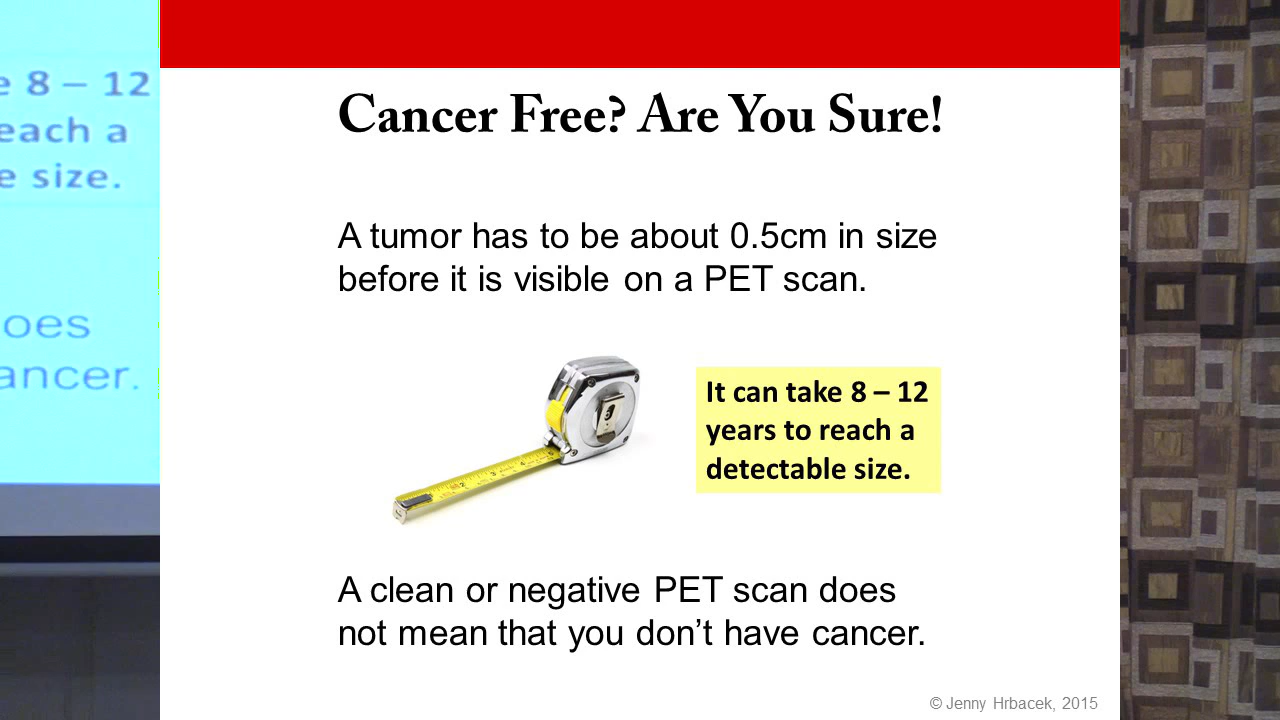 Cancer Free? Are You Sure!
A tumor has to be about 0.5cm in size
before it is visible on a PET scan.
It can take 8 – 12
years to reach a
detectable size.
A clean or negative PET scan does
not mean that you don’t have cancer.
© Jenny Hrbacek, 2015
e 8 – 12
each a
e size.
oes
ancer.